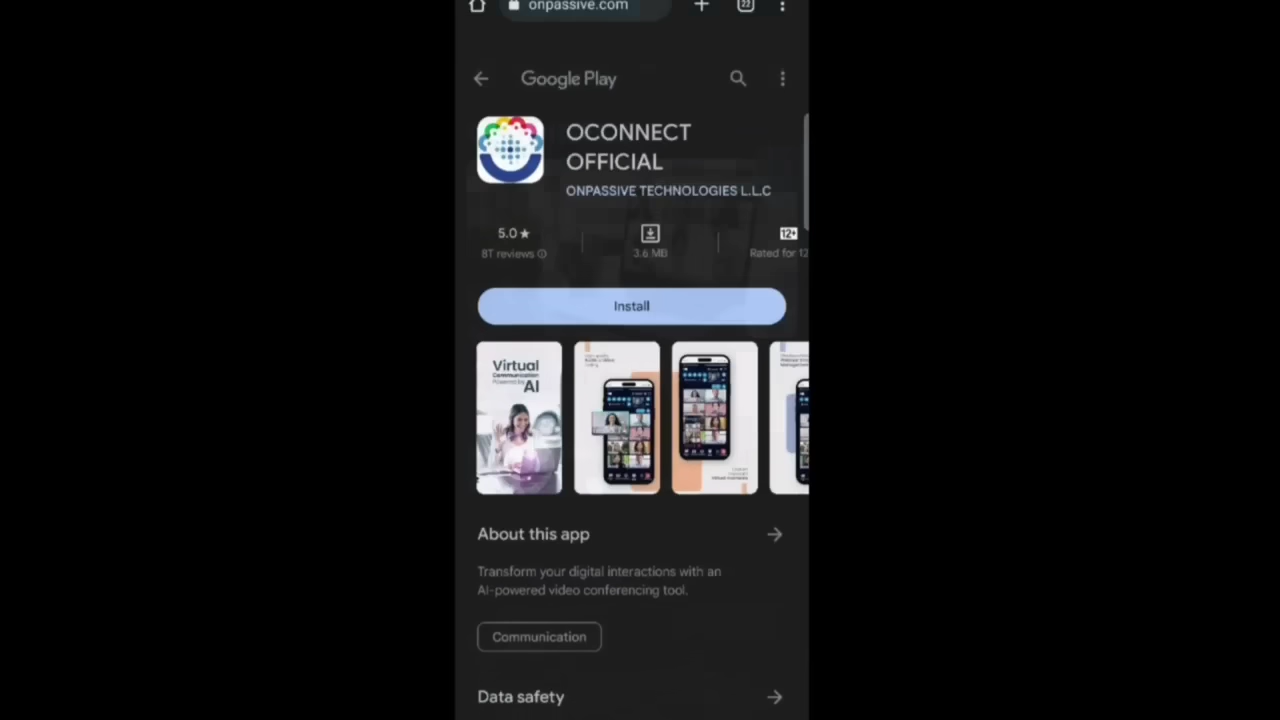 onpassive.com
22
Google Play
OCONNECT
OFFICIAL
ONPASSIVE TECHNOLOGIES L.L.C
5.0★
8T reviews
3.6 MB
12+
Rated for 12
Install
Virtual
Communication
Powered by
AI
About this app
Transform your digital interactions with an
AI-powered video conferencing tool.
Communication
Data safety